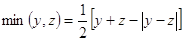 min (y,z) = 1/2 [y + z - |y - z|]